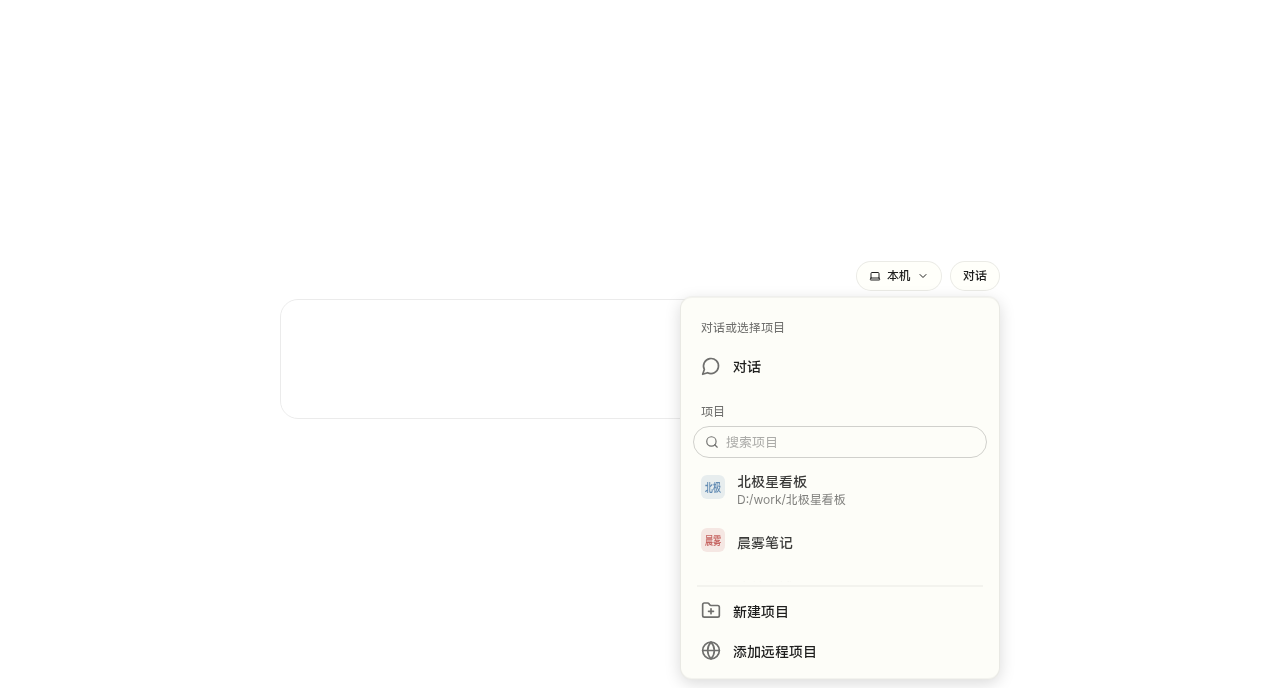 本机
对话
对话或选择项目
对话
项目
搜索项目
北极
北极星看板
D:/work/北极星看板
晨雾
晨雾笔记
新建项目
添加远程项目